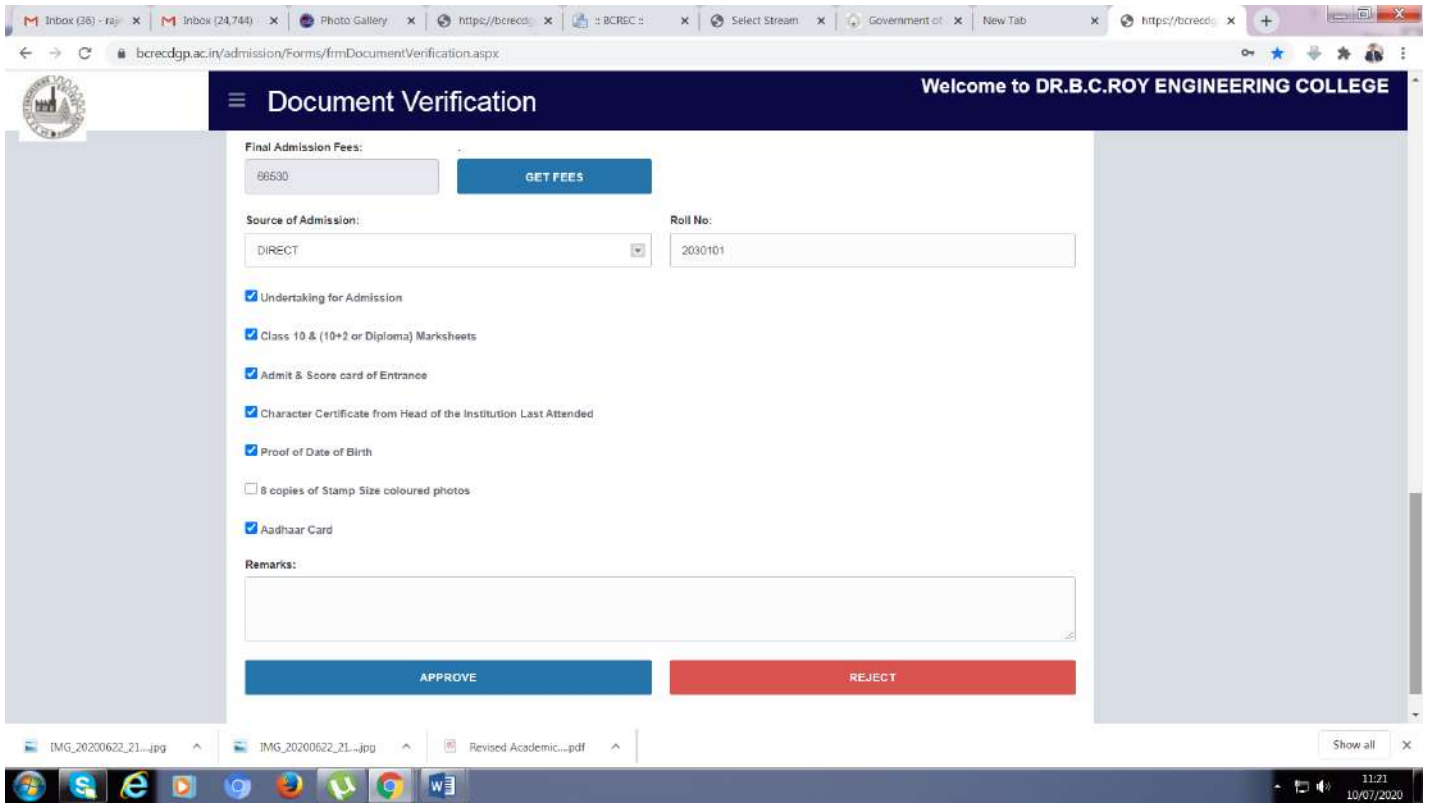 Inbox (36) - raj
Inbox (24,744)
Photo Gallery
https://bcrecdg
:: BCREC ::
Select Stream
Government of
New Tab
https://bcrecdg
bcrecdgp.ac.in/admission/Forms/frmDocumentVerification.aspx
Document Verification
Welcome to DR.B.C.ROY ENGINEERING COLLEGE
Final Admission Fees:
.
66530
GET FEES
Source of Admission:
Roll No:
DIRECT
2030101
Undertaking for Admission
Class 10 & (10+2 or Diploma) Marksheets
Admit & Score card of Entrance
Character Certificate from Head of the Institution Last Attended
Proof of Date of Birth
8 copies of Stamp Size coloured photos
Aadhaar Card
Remarks:
APPROVE
REJECT
IMG_20200622_21....jpg
IMG_20200622_21....jpg
Revised Academic....pdf
Show all
11:21
10/07/2020